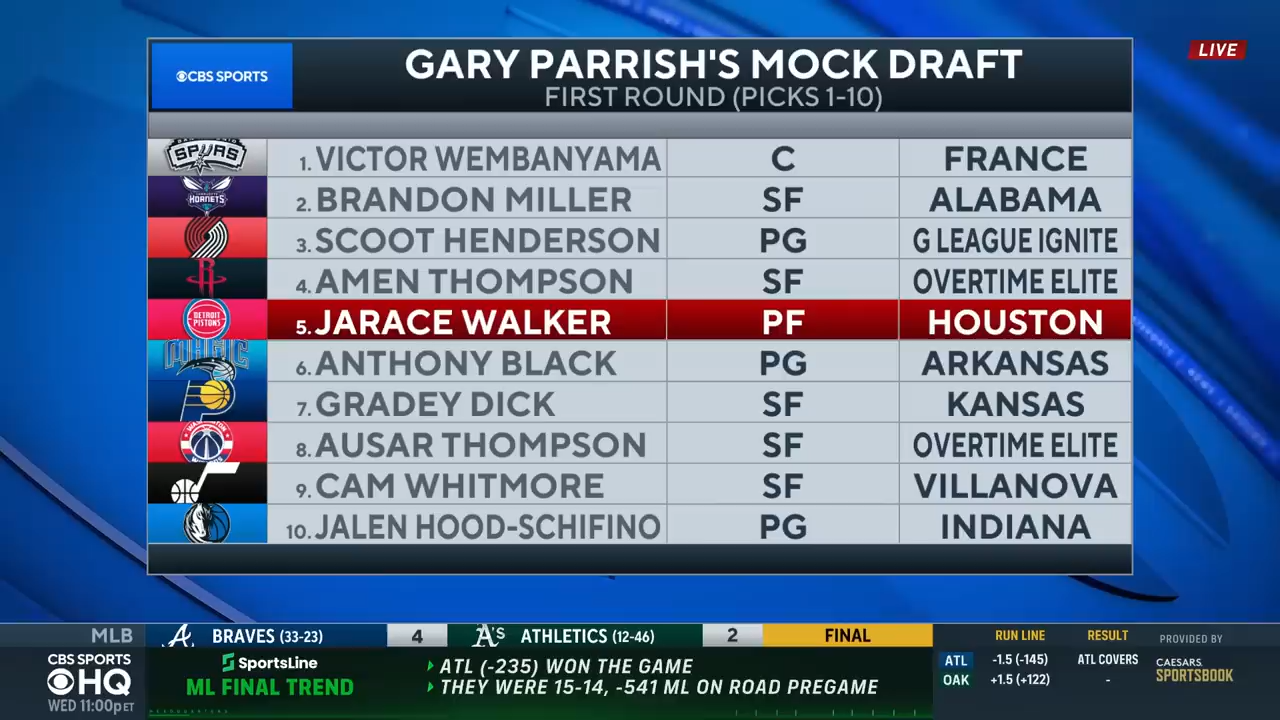 CBS SPORTS
GARY PARRISH'S MOCK DRAFT
FIRST ROUND (PICKS 1-10)
LIVE
SPURS 1. VICTOR WEMBANYAMA C FRANCE
HORNETS 2. BRANDON MILLER SF ALABAMA
3. SCOOT HENDERSON PG G LEAGUE IGNITE
R 4. AMEN THOMPSON SF OVERTIME ELITE
DETROIT PISTONS 5. JARACE WALKER PF HOUSTON
MAGIC 6. ANTHONY BLACK PG ARKANSAS
7. GRADEY DICK SF KANSAS
8. AUSAR THOMPSON SF OVERTIME ELITE
9. CAM WHITMORE SF VILLANOVA
10. JALEN HOOD-SCHIFINO PG INDIANA
MLB A BRAVES (33-23) 4 A's ATHLETICS (12-46) 2 FINAL
RUN LINE RESULT PROVIDED BY
CBS SPORTS
HQ
WED 11:00PET
SportsLine
ML FINAL TREND
ATL (-235) WON THE GAME
THEY WERE 15-14, -541 ML ON ROAD PREGAME
ATL -1.5 (-145) ATL COVERS
OAK +1.5 (+122) -
CAESARS
SPORTSBOOK
HEADQUARTERS